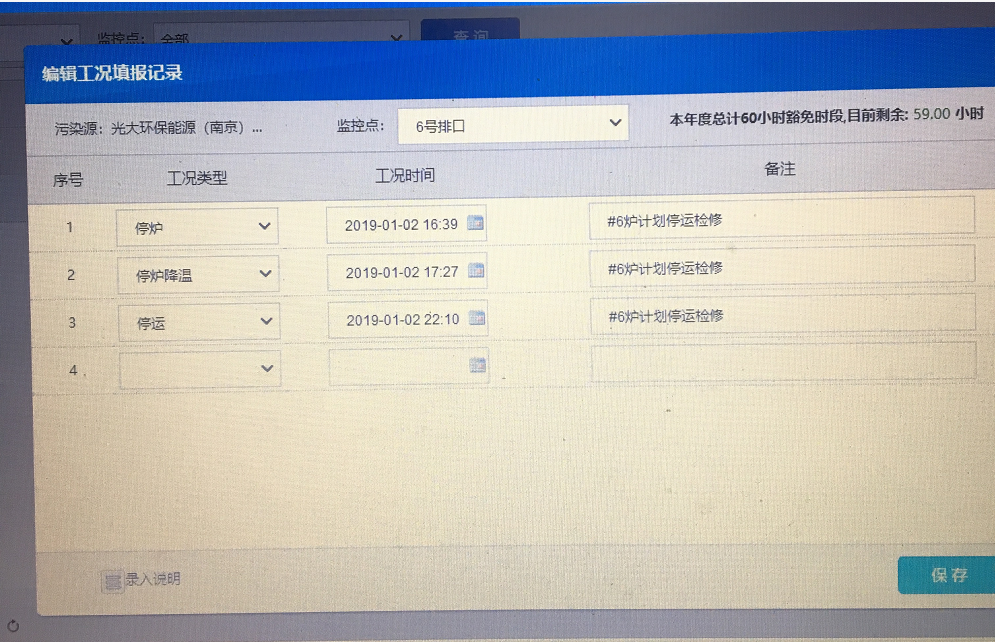 监控点: 全部 查 询
编辑工况填报记录
污染源: 光大环保能源（南京）... 监控点: 6号排口 本年度总计60小时豁免时段,目前剩余: 59.00 小时
序号 工况类型 工况时间 备注
1 停炉 2019-01-02 16:39 #6炉计划停运检修
2 停炉降温 2019-01-02 17:27 #6炉计划停运检修
3 停运 2019-01-02 22:10 #6炉计划停运检修
4
录入说明 保 存